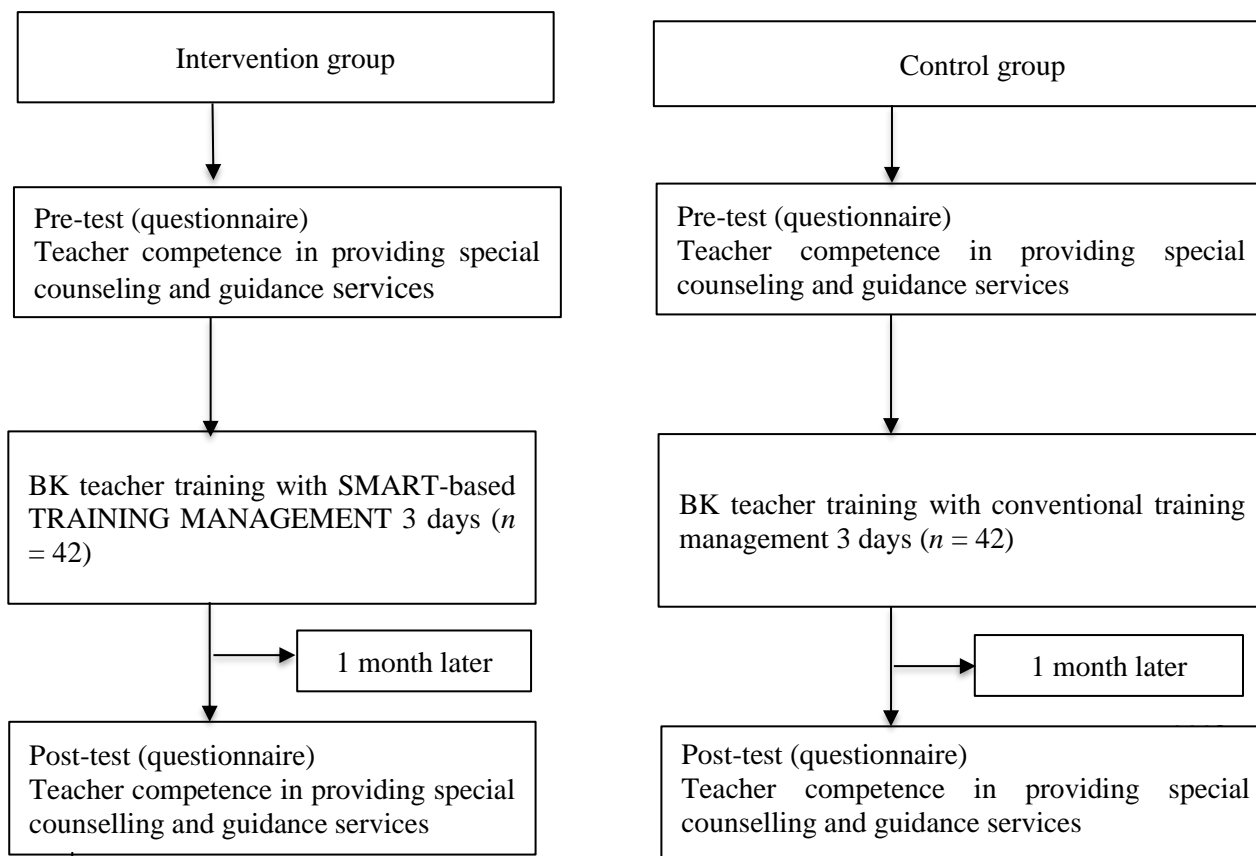 Intervention group
Control group
Pre-test (questionnaire)
Teacher competence in providing special
counseling and guidance services
Pre-test (questionnaire)
Teacher competence in providing special
counseling and guidance services
BK teacher training with SMART-based
TRAINING MANAGEMENT 3 days (n
= 42)
BK teacher training with conventional training
management 3 days (n = 42)
1 month later
1 month later
Post-test (questionnaire)
Teacher competence in providing special
counselling and guidance services
Post-test (questionnaire)
Teacher competence in providing special
counselling and guidance services